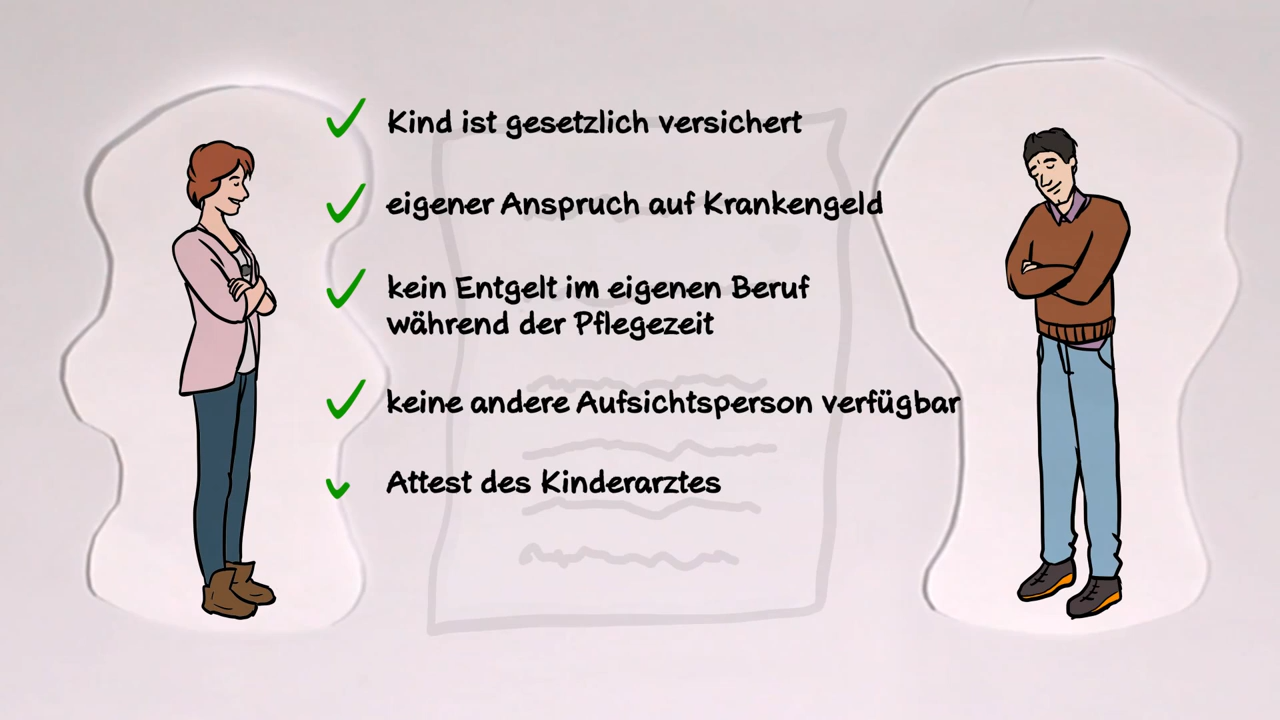 Kind ist gesetzlich versichert
eigener Anspruch auf Krankengeld
kein Entgelt im eigenen Beruf
während der Pflegezeit
keine andere Aufsichtsperson verfügbar
Attest des Kinderarztes